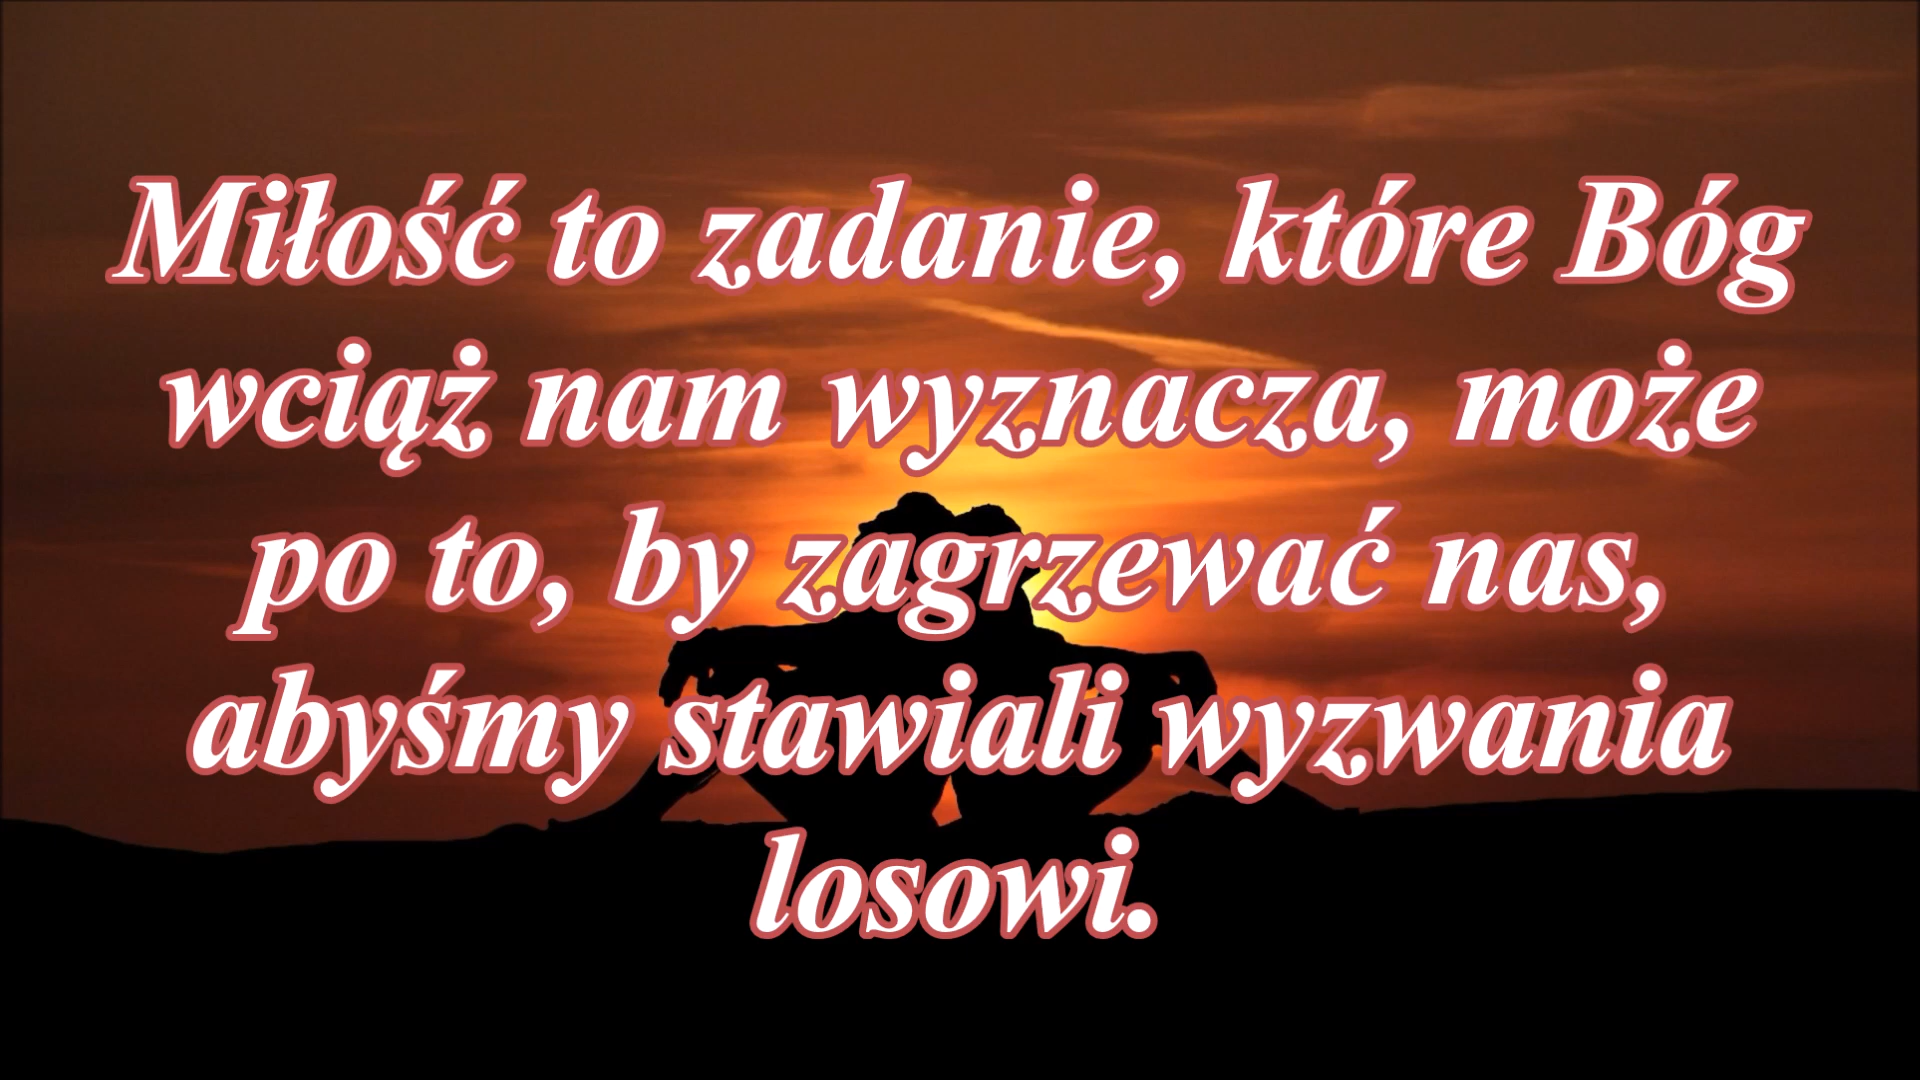 Miłość to zadanie, które Bóg
wciąż nam wyznacza, może
po to, by zagrzewać nas,
abyśmy stawiali wyzwania
losowi.